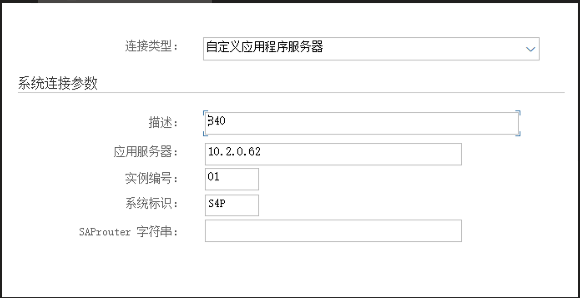 连接类型: 自定义应用程序服务器
系统连接参数
描述: 340
应用服务器: 10.2.0.62
实例编号: 01
系统标识: S4P
SAProuter 字符串: